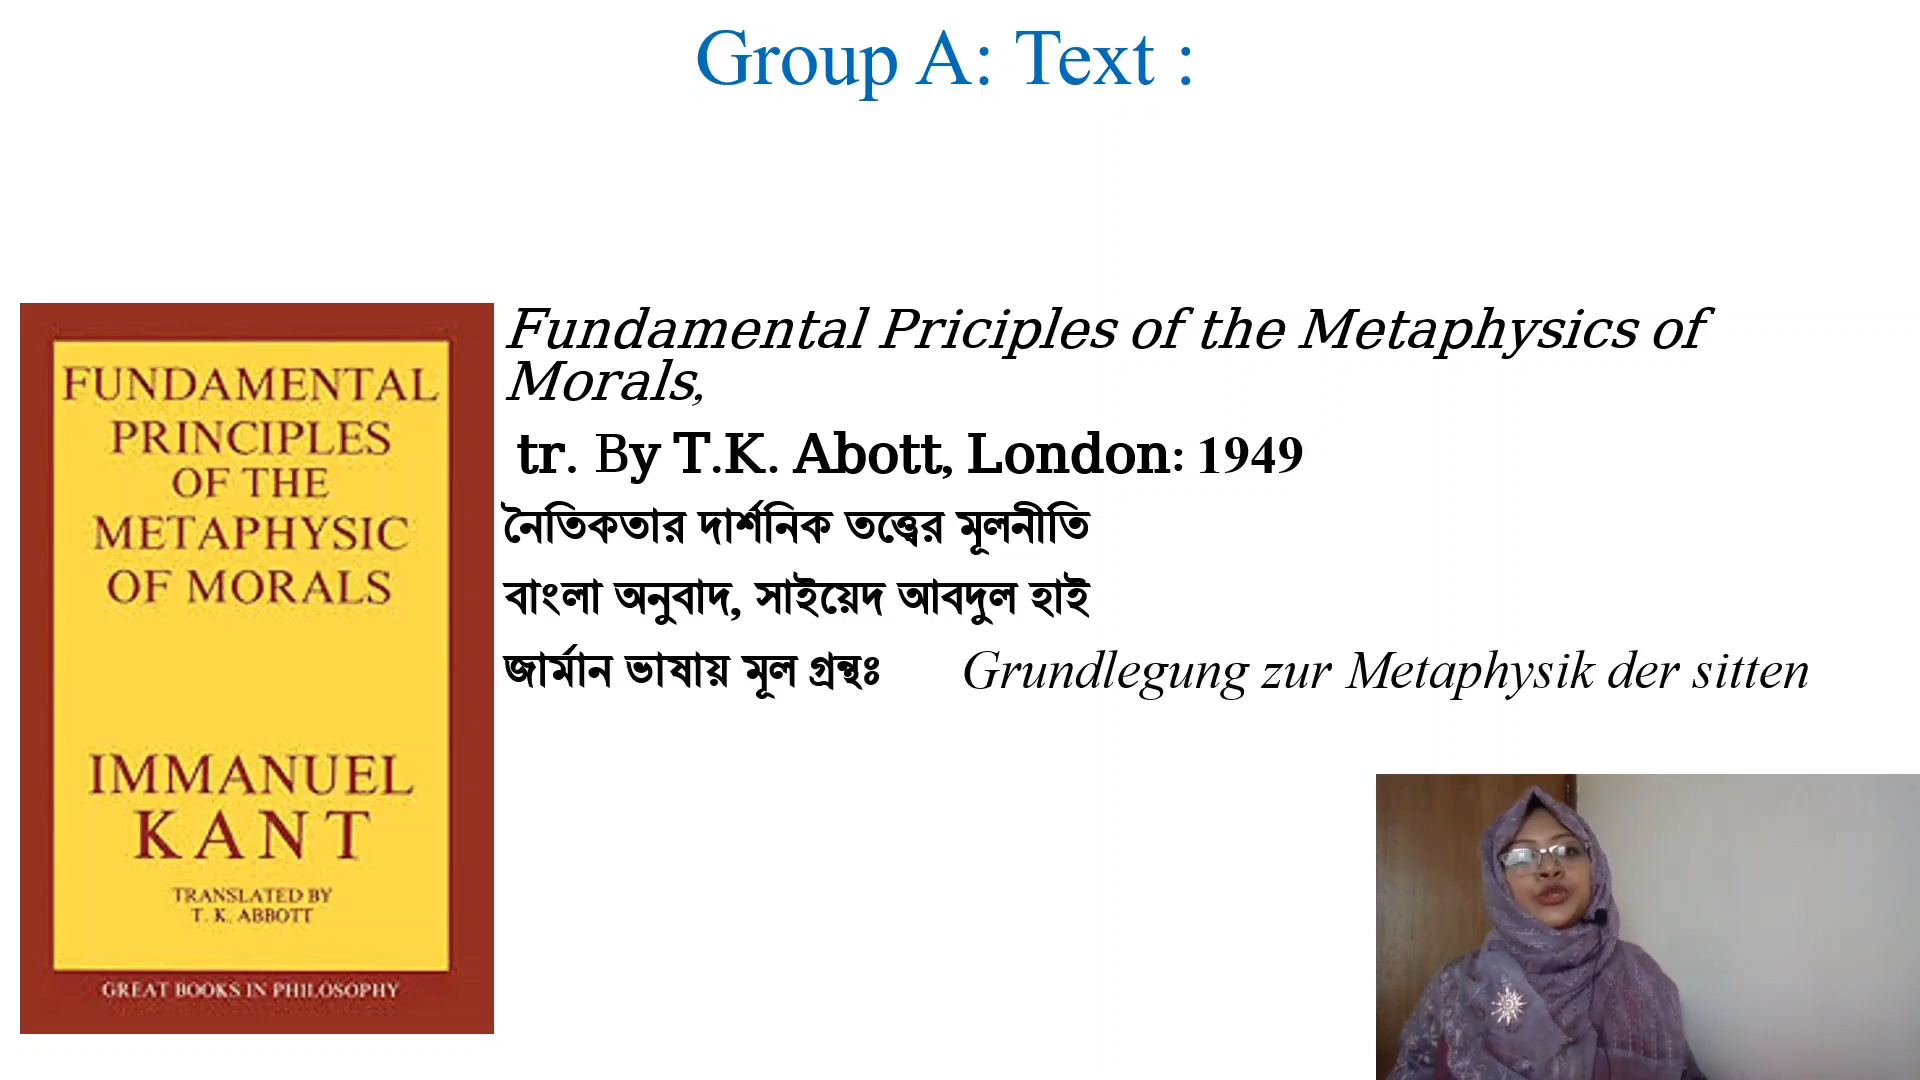 Group A: Text :
FUNDAMENTAL
PRINCIPLES
OF THE
METAPHYSIC
OF MORALS
IMMANUEL
KANT
TRANSLATED BY
T. K. ABBOTT
GREAT BOOKS IN PHILOSOPHY
Fundamental Priciples of the Metaphysics of
Morals,
tr. By T.K. Abott, London: 1949
নৈতিকতার দার্শনিক তত্ত্বের মূলনীতি
বাংলা অনুবাদ, সাইয়েদ আবদুল হাই
জার্মান ভাষায় মূল গ্রন্থঃ Grundlegung zur Metaphysik der sitten